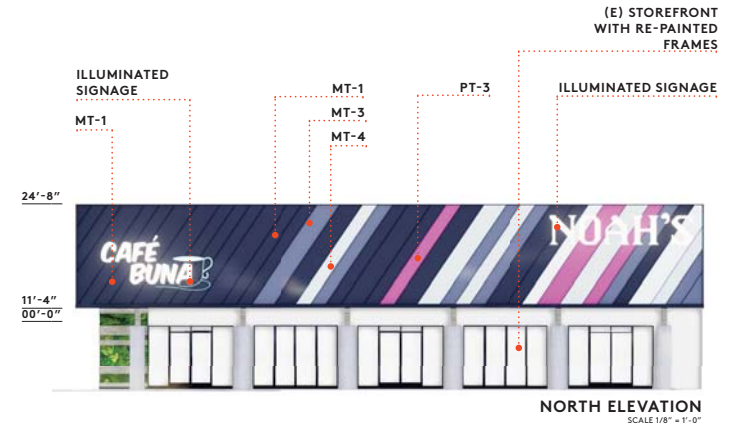 (E) STOREFRONT
WITH RE-PAINTED
FRAMES
ILLUMINATED
SIGNAGE
MT-1
MT-1
MT-3
MT-4
PT-3
ILLUMINATED SIGNAGE
24'-8"
CAFÉ
BUNA
NOAH'S
11'-4"
00'-0"
NORTH ELEVATION
SCALE 1/8" = 1'-0"